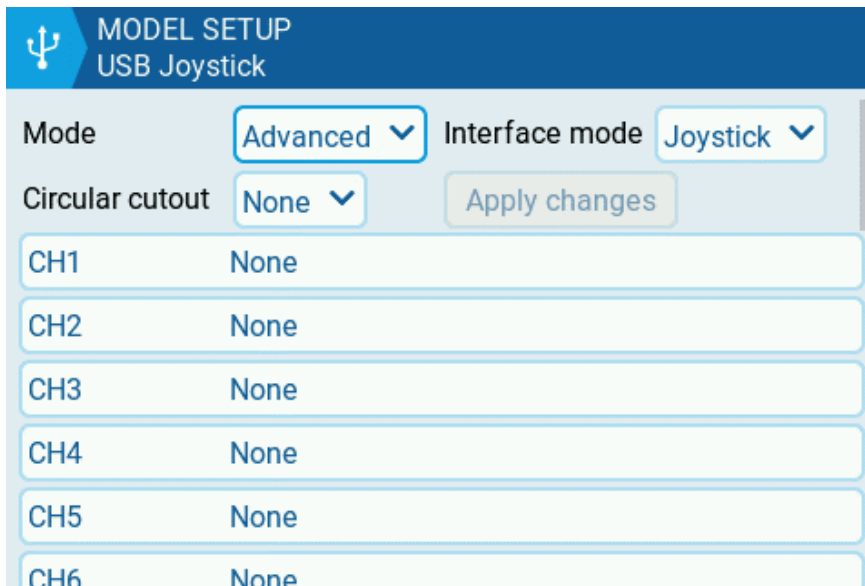 MODEL SETUP
USB Joystick
Mode Advanced Interface mode Joystick
Circular cutout None Apply changes
CH1 None
CH2 None
CH3 None
CH4 None
CH5 None
CH6 None